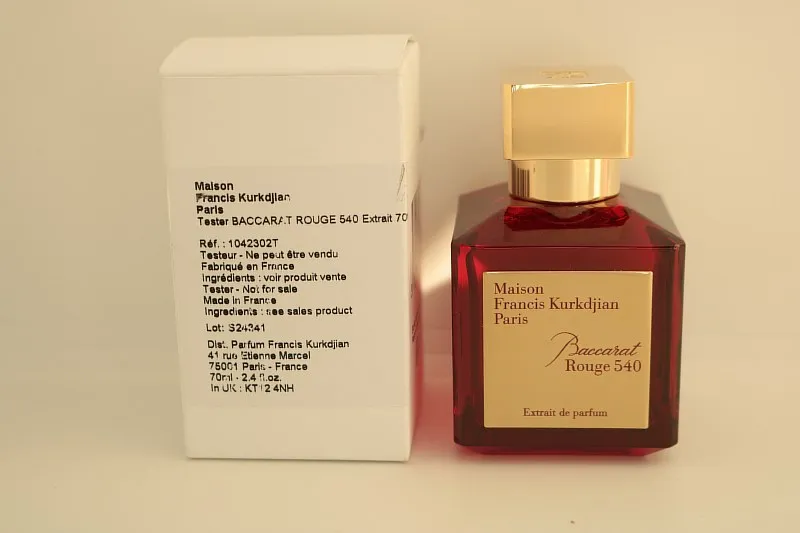 Maison
Francis Kurkdjian
Paris
Tester BACCARAT ROUGE 540 Extrait 70
Réf. : 1042302T
Testeur - Ne peut être vendu
Fabriqué en France
Ingrédients : voir produit vente
Tester - Not for sale
Made in France
Ingredients : see sales product
Lot: S24341
Dist. Parfum Francis Kurkdjian
41 rue Etienne Marcel
75001 Paris - France
70ml - 2.4 fl.oz.
In UK : KT12 4NH
Maison
Francis Kurkdjian
Paris
Baccarat
Rouge 540
Extrait de parfum